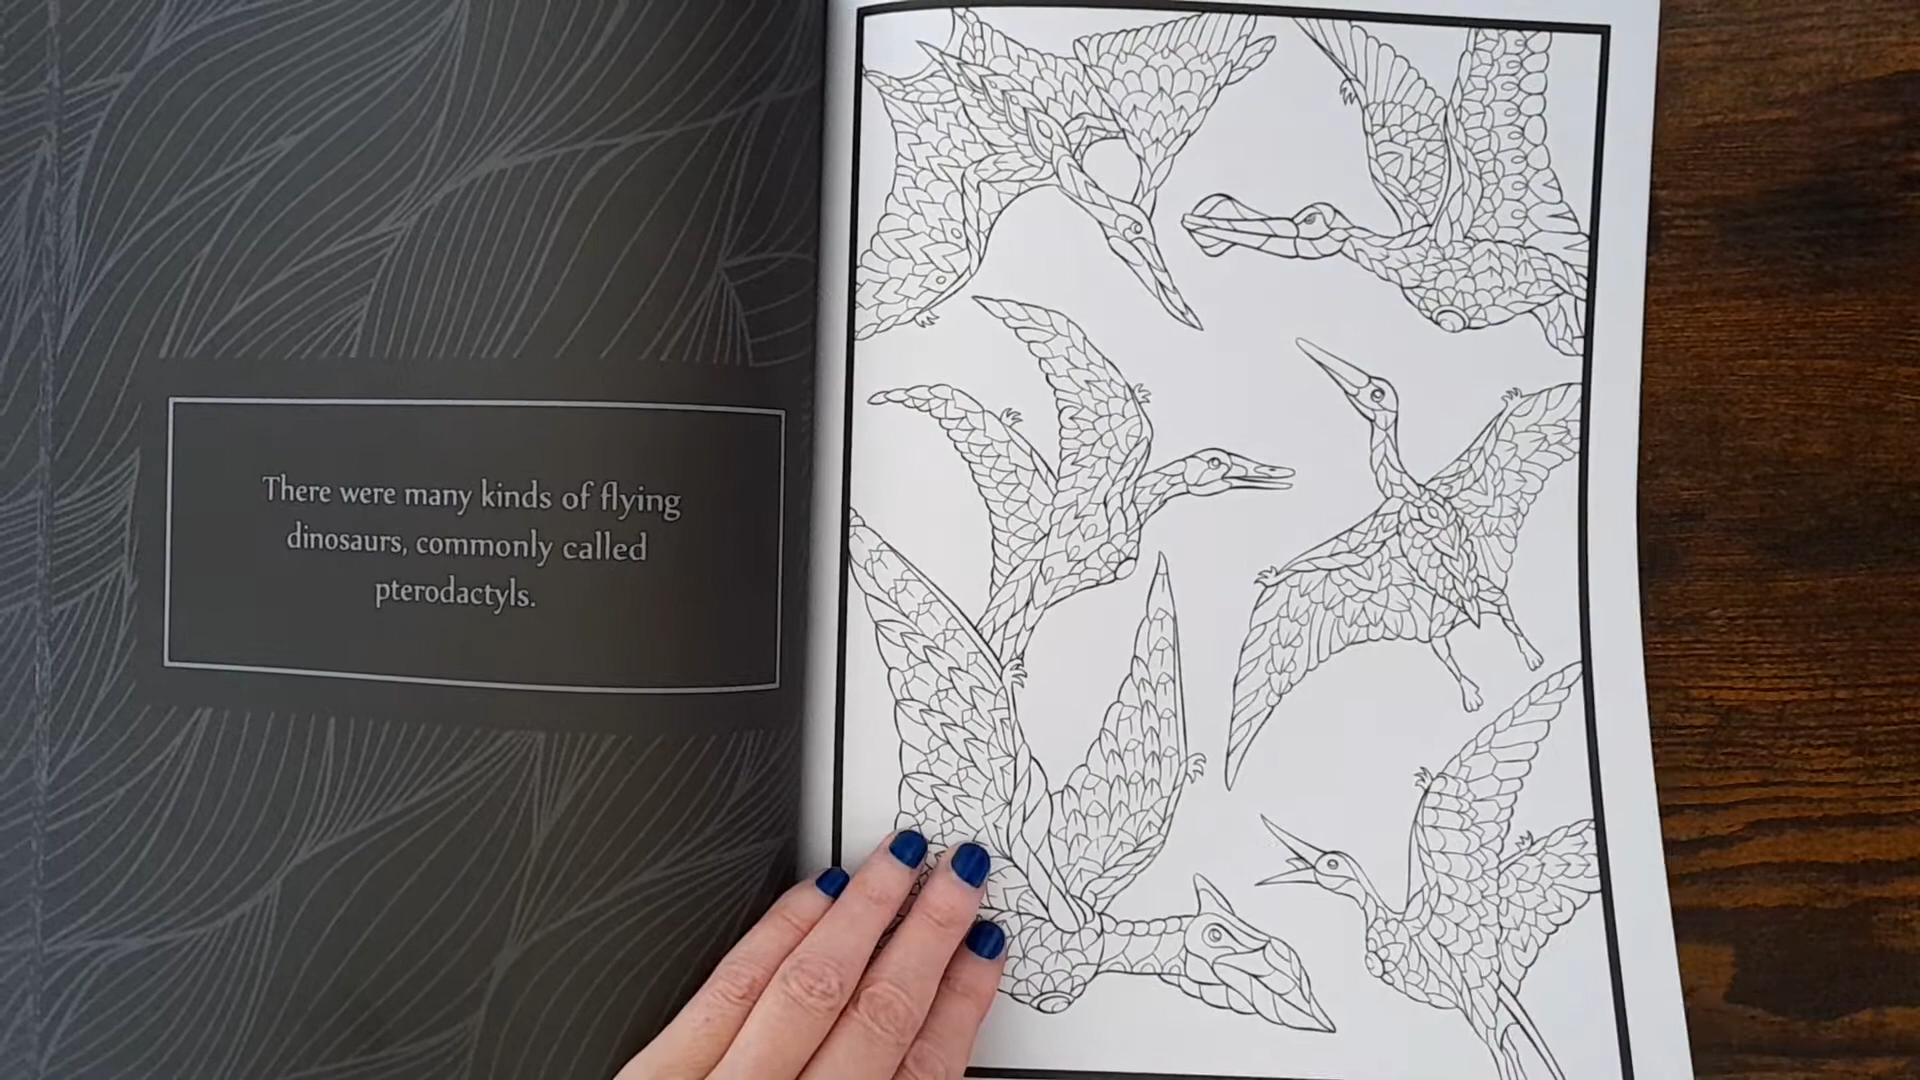 There were many kinds of flying
dinosaurs, commonly called
pterodactyls.